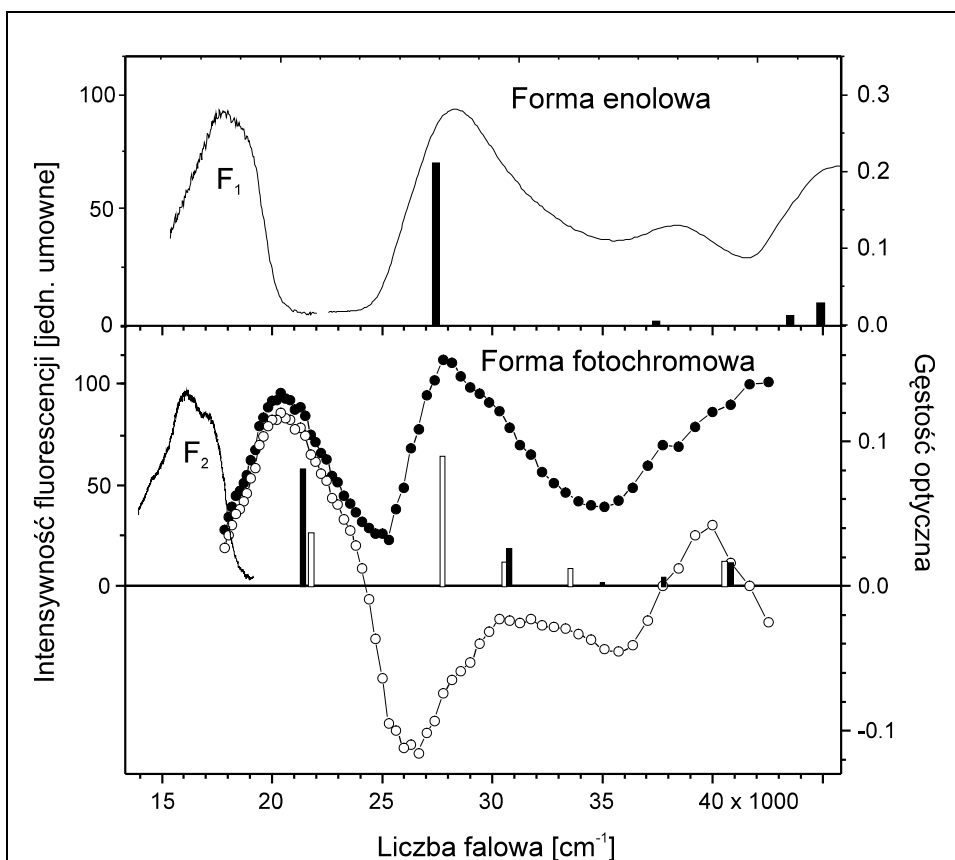 Forma enolowa
F1
100
50
0
0.3
0.2
0.1
0.0
Intensywność fluorescencji [jedn. umowne]
Forma fotochromowa
F2
100
50
0
0.1
0.0
-0.1
Gęstość optyczna
15 20 25 30 35 40 x 1000
Liczba falowa [cm-1]